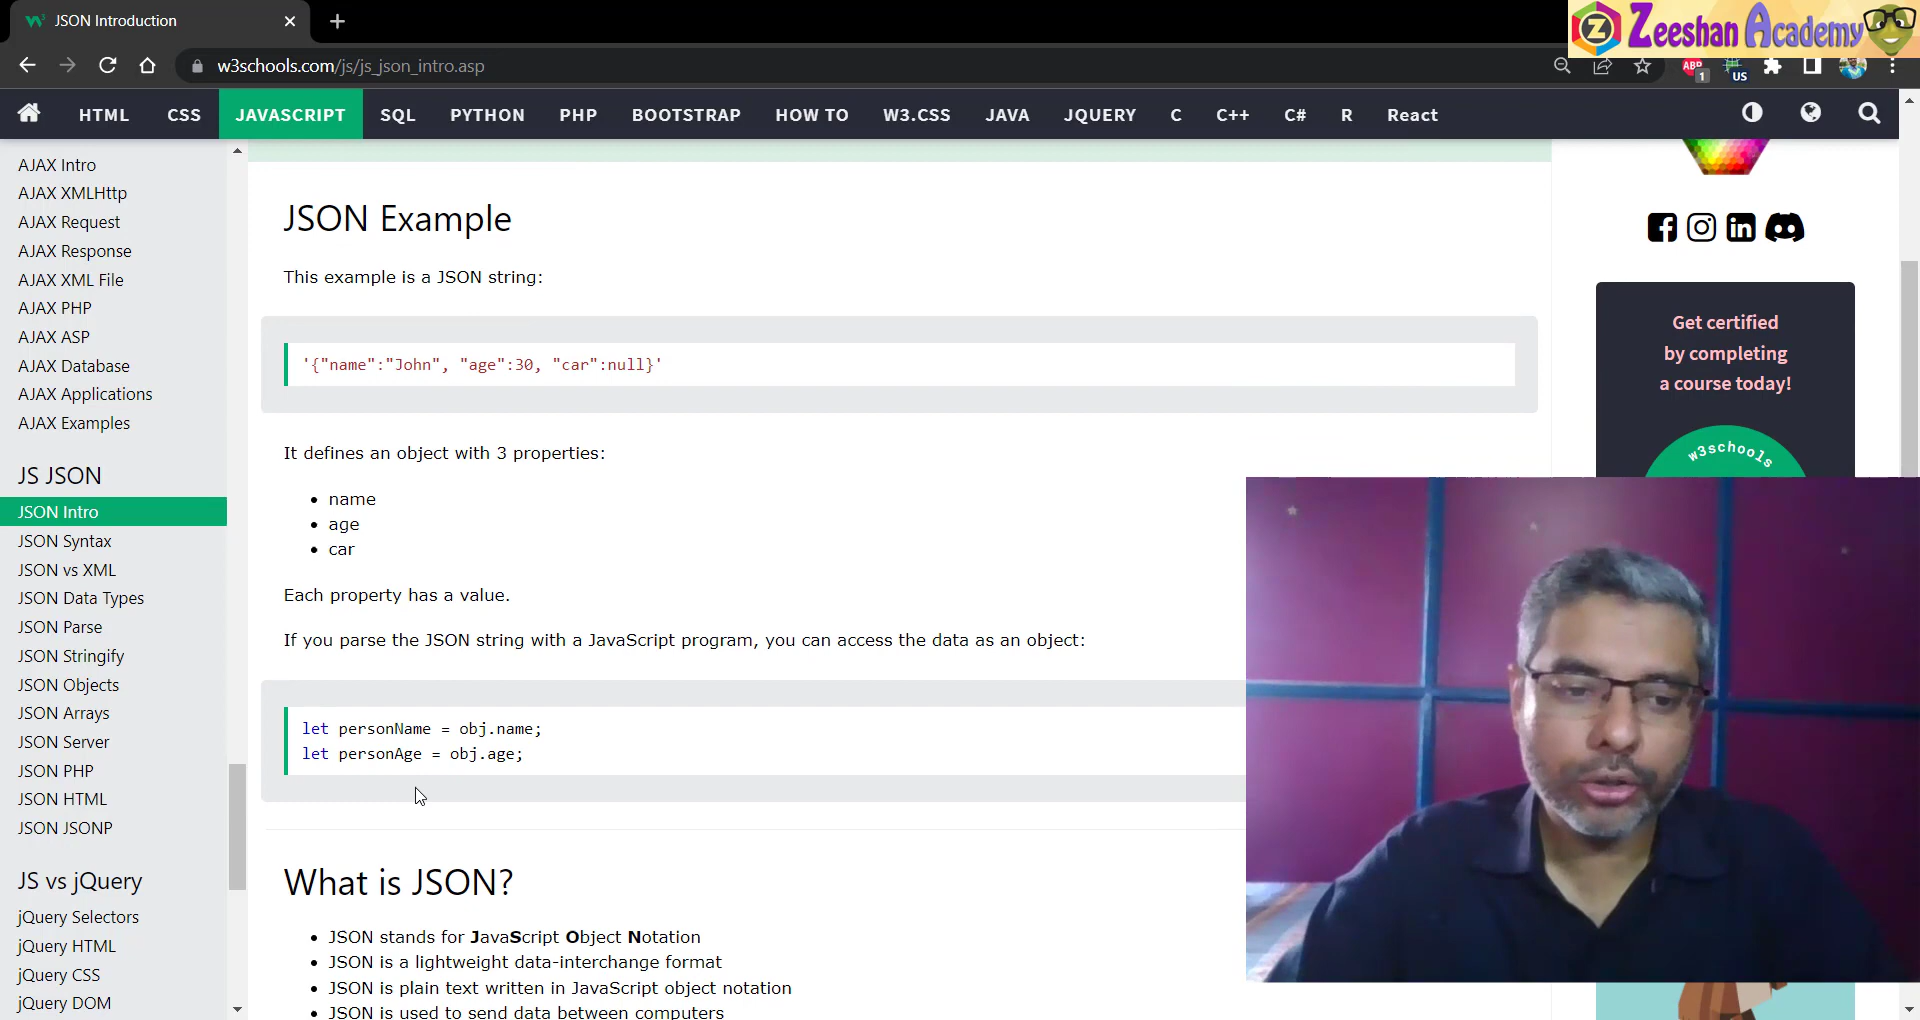 JSON Introduction
Zeeshan Academy
w3schools.com/js/js_json_intro.asp
ABP
1
US
HTML CSS JAVASCRIPT SQL PYTHON PHP BOOTSTRAP HOW TO W3.CSS JAVA JQUERY C C++ C# R React
AJAX Intro
AJAX XMLHttp
AJAX Request
AJAX Response
AJAX XML File
AJAX PHP
AJAX ASP
AJAX Database
AJAX Applications
AJAX Examples
JS JSON
JSON Intro
JSON Syntax
JSON vs XML
JSON Data Types
JSON Parse
JSON Stringify
JSON Objects
JSON Arrays
JSON Server
JSON PHP
JSON HTML
JSON JSONP
JS vs jQuery
jQuery Selectors
jQuery HTML
jQuery CSS
jQuery DOM
JSON Example
This example is a JSON string:
'{"name":"John", "age":30, "car":null}'
It defines an object with 3 properties:
• name
• age
• car
Each property has a value.
If you parse the JSON string with a JavaScript program, you can access the data as an object:
let personName = obj.name;
let personAge = obj.age;
What is JSON?
• JSON stands for JavaScript Object Notation
• JSON is a lightweight data-interchange format
• JSON is plain text written in JavaScript object notation
• JSON is used to send data between computers
Get certified
by completing
a course today!
w3schools